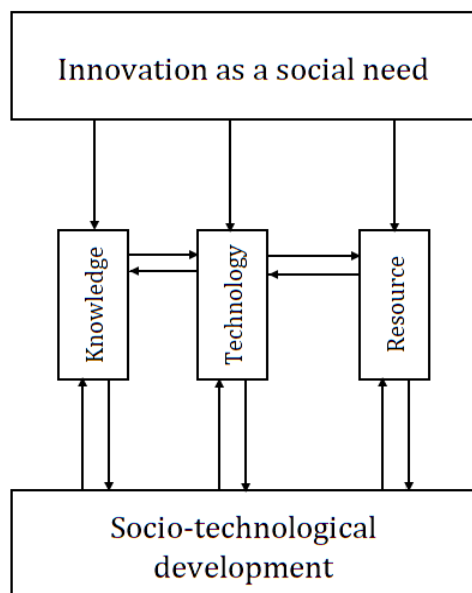 Innovation as a social need
Knowledge
Technology
Resource
Socio-technological
development